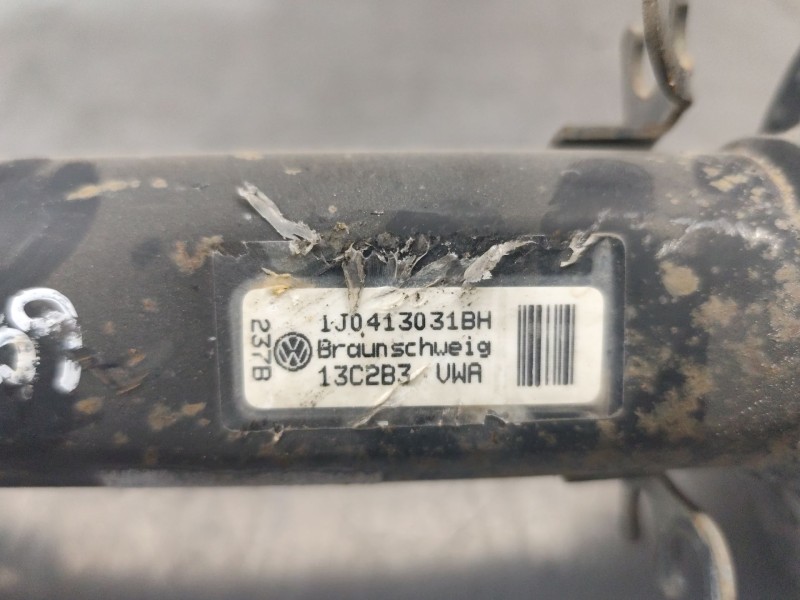 237B
1J0413031BH
Braunschweig
13C2B3 VWA